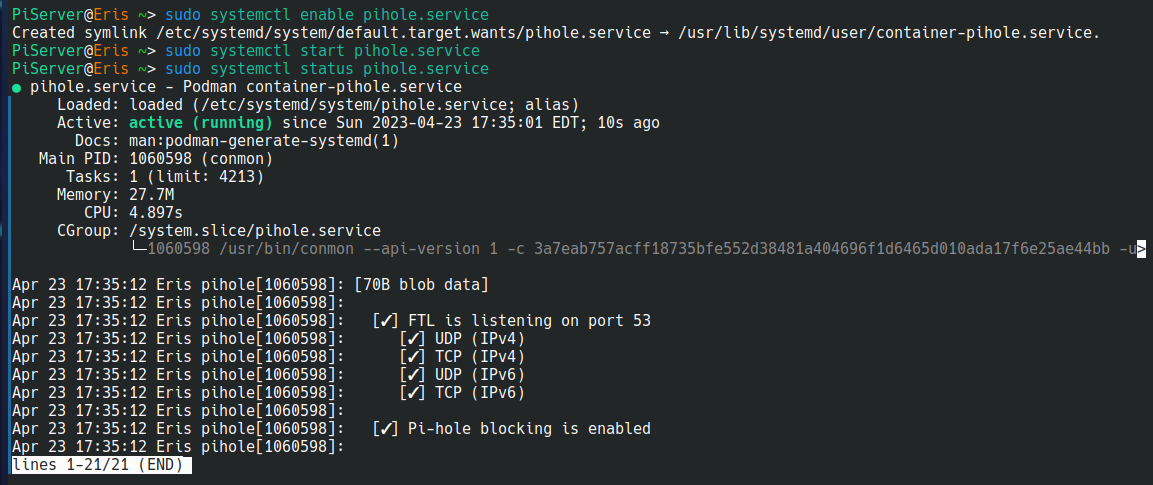 PiServer@Eris ~> sudo systemctl enable pihole.service
Created symlink /etc/systemd/system/default.target.wants/pihole.service → /usr/lib/systemd/user/container-pihole.service.
PiServer@Eris ~> sudo systemctl start pihole.service
PiServer@Eris ~> sudo systemctl status pihole.service
● pihole.service - Podman container-pihole.service
     Loaded: loaded (/etc/systemd/system/pihole.service; alias)
     Active: active (running) since Sun 2023-04-23 17:35:01 EDT; 10s ago
       Docs: man:podman-generate-systemd(1)
   Main PID: 1060598 (conmon)
      Tasks: 1 (limit: 4213)
     Memory: 27.7M
        CPU: 4.897s
     CGroup: /system.slice/pihole.service
             └─1060598 /usr/bin/conmon --api-version 1 -c 3a7eab757acff18735bfe552d38481a404696f1d6465d010ada17f6e25ae44bb -u>
Apr 23 17:35:12 Eris pihole[1060598]: [70B blob data]
Apr 23 17:35:12 Eris pihole[1060598]:
Apr 23 17:35:12 Eris pihole[1060598]:   [✓] FTL is listening on port 53
Apr 23 17:35:12 Eris pihole[1060598]:      [✓] UDP (IPv4)
Apr 23 17:35:12 Eris pihole[1060598]:      [✓] TCP (IPv4)
Apr 23 17:35:12 Eris pihole[1060598]:      [✓] UDP (IPv6)
Apr 23 17:35:12 Eris pihole[1060598]:      [✓] TCP (IPv6)
Apr 23 17:35:12 Eris pihole[1060598]:
Apr 23 17:35:12 Eris pihole[1060598]:   [✓] Pi-hole blocking is enabled
Apr 23 17:35:12 Eris pihole[1060598]:
lines 1-21/21 (END)